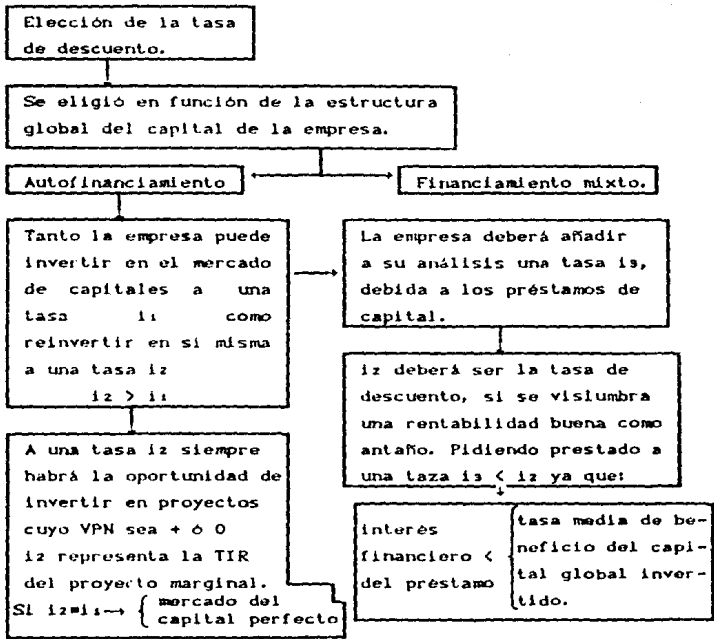 Elección de la tasa
de descuento.
Se eligió en función de la estructura
global del capital de la empresa.
Autofinanciamiento
Financiamiento mixto.
Tanto la empresa puede
invertir en el mercado
de capitales a una
tasa i₁ como
reinvertir en si misma
a una tasa i₂
i₂ > i₁
La empresa deberá añadir
a su análisis una tasa i₃,
debida a los préstamos de
capital.
i₂ deberá ser la tasa de
descuento, si se vislumbra
una rentabilidad buena como
antaño. Pidiendo prestado a
una taza i₃ < i₂ ya que:
A una tasa i₂ siempre
habrá la oportunidad de
invertir en proyectos
cuyo VPN sea + ó 0
i₂ representa la TIR
del proyecto marginal.
Si i₂=i₁→ { mercado del
capital perfecto
interés
financiero <
del préstamo
tasa media de be-
neficio del capi-
tal global inver-
tido.